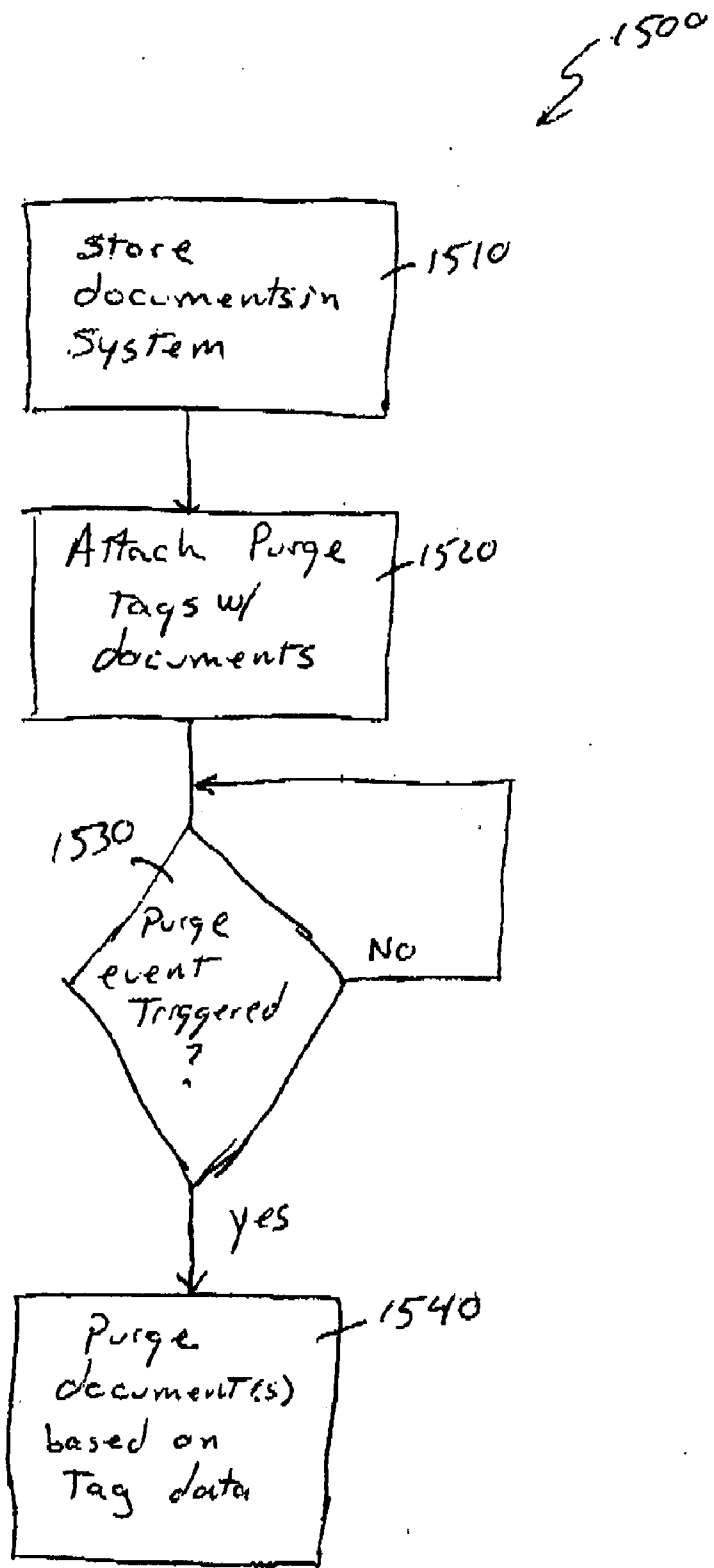 1500
Store
documents in
System
1510
Attach Purge
Tags w/
documents
1520
1530
Purge
event
Triggered
?
No
yes
Purge
document(s)
based on
Tag data
1540